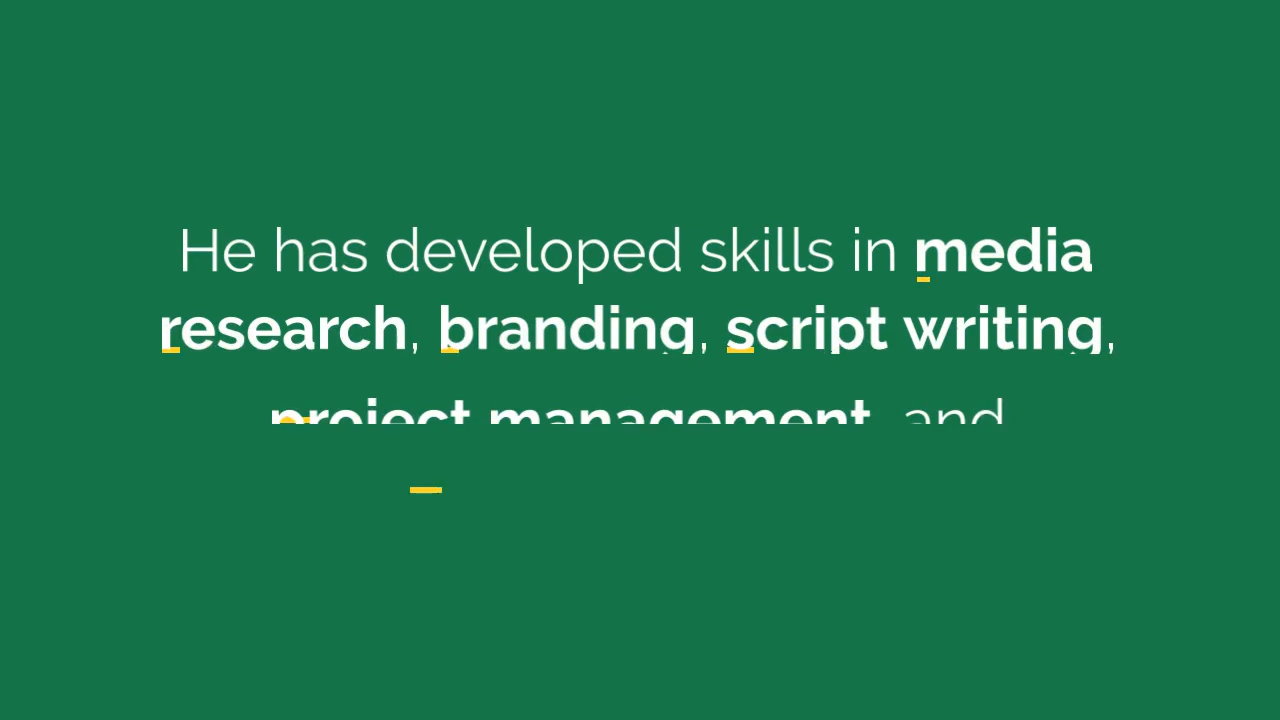 He has developed skills in media
research, branding, script writing,
project management, and